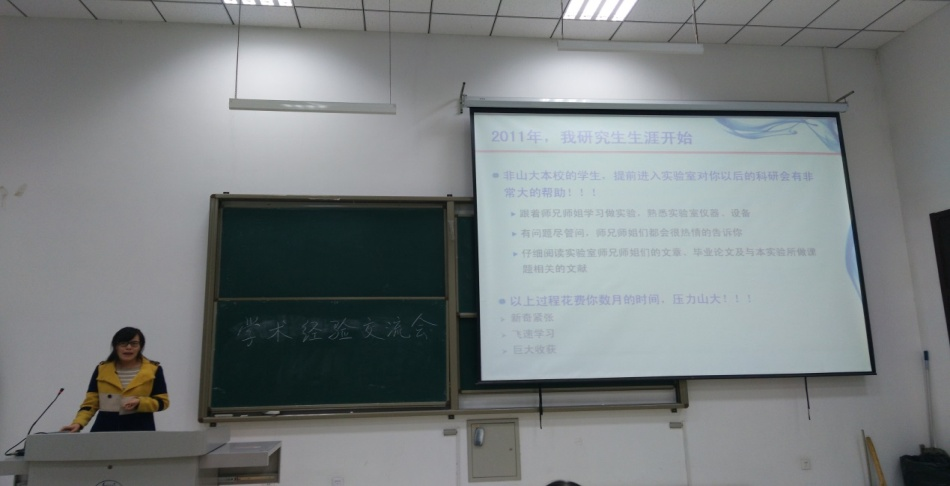 2011年，我研究生生涯开始
非山大本校的学生，提前进入实验室对你以后的科研会有非
常大的帮助！！！
跟着师兄师姐学习做实验，熟悉实验室仪器、设备
有问题尽管问，师兄师姐们都会很热情的告诉你
仔细阅读实验室师兄师姐们的文章、毕业论文及与本实验所做课
题相关的文献
以上过程花费你数月的时间，压力山大！！！
新奇紧张
飞速学习
巨大收获
学术经验交流会